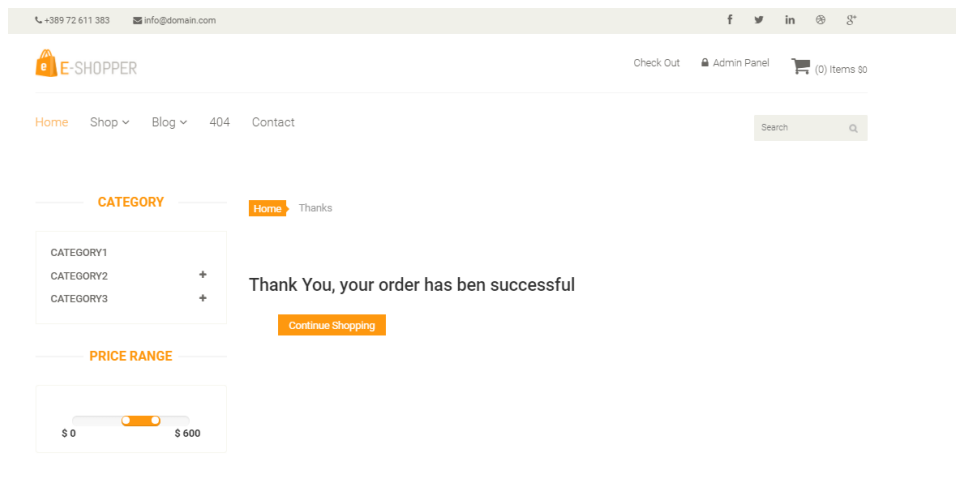 +389 72 611 383 info@domain.com
E-SHOPPER
Check Out Admin Panel (0) Items $0
Home Shop Blog 404 Contact
Search
CATEGORY
CATEGORY1
CATEGORY2
CATEGORY3
PRICE RANGE
$ 0 $ 600
Home Thanks
Thank You, your order has ben successful
Continue Shopping